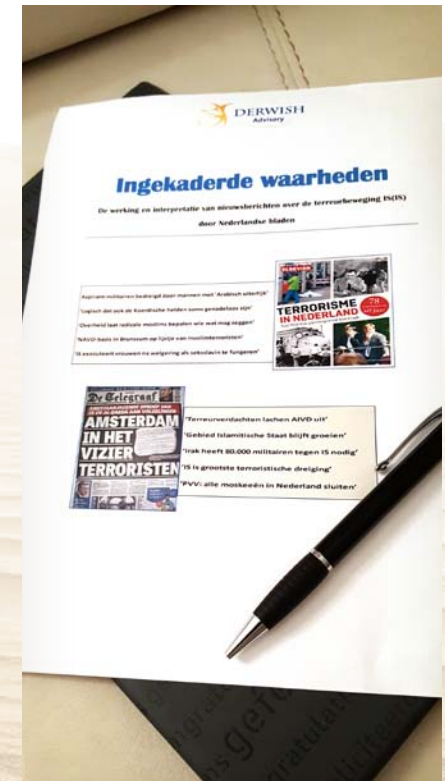 DERWISH
Advisory
Ingekaderde waarheden
De werking en interpretatie van nieuwsberichten over de terreurbeweging IS(IS)
door Nederlandse bladen
militairen bedreigd door mannen met 'Arabisch uiterlijk'
'Logisch dat ook de Koerdische helden soms genadeloos zijn'
'Overheid laat radicale moslims bepalen wie wat mag zeggen'
'NAVO-basis in Brunssum op lijstje van moslimterroristen'
'IS executeert vrouwen na weigering als seksslavin te fungeren'
ELSEVIER
TERRORISME
IN NEDERLAND
De Telegraaf
AMSTERDAM
IN HET
VIZIER
TERRORISTEN
'Terreurverdachten lachen AIVD uit'
'Gebied Islamitische Staat blijft groeien'
'Irak heeft 80.000 militairen tegen IS nodig'
'IS is grootste terroristische dreiging'
'PVV: alle moskeeën in Nederland sluiten'